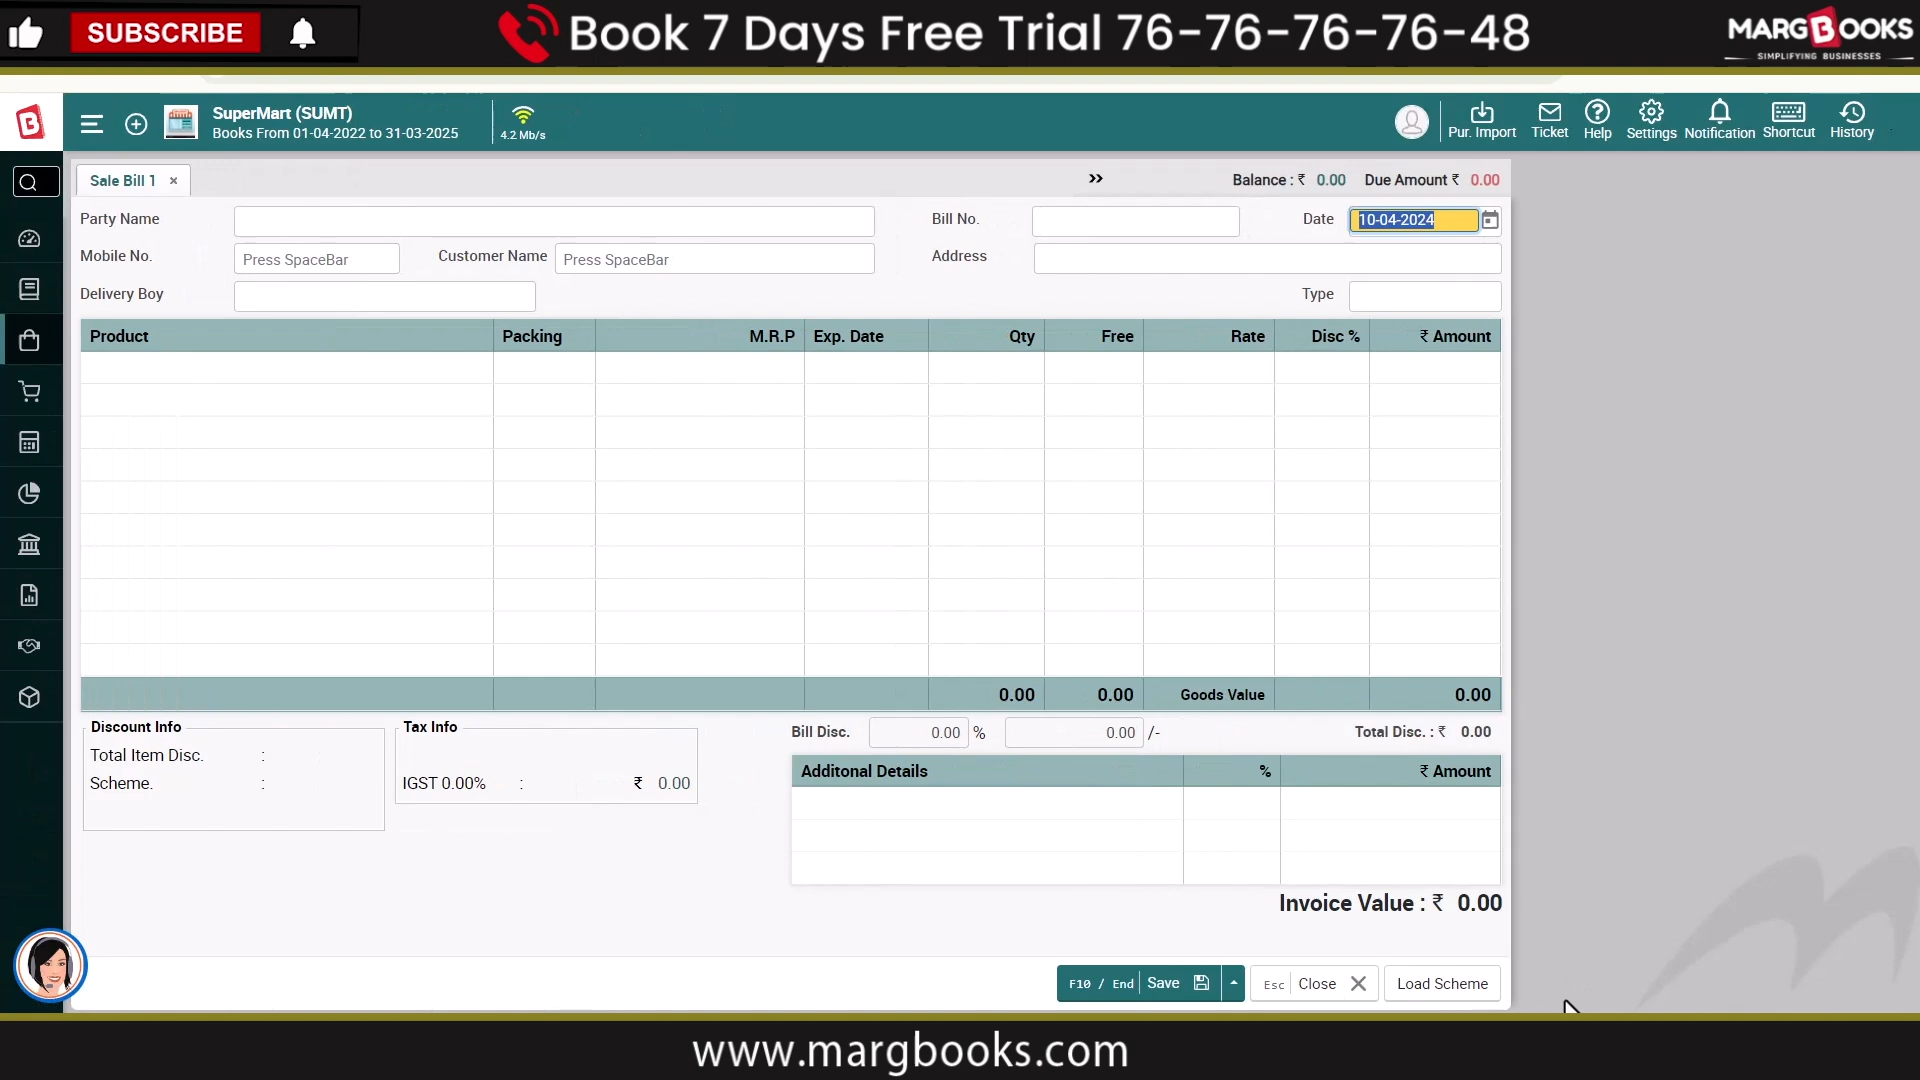 SUBSCRIBE
Book 7 Days Free Trial 76-76-76-76-48
MARGBOOKS
SIMPLIFYING BUSINESSES
SuperMart (SUMT)
Books From 01-04-2022 to 31-03-2025
4.2 Mb/s
Pur. Import
Ticket
Help
Settings
Notification
Shortcut
History
Sale Bill 1 ×
»
Balance : ₹ 0.00
Due Amount ₹ 0.00
Party Name
Bill No.
Date 10-04-2024
Mobile No. Press SpaceBar
Customer Name Press SpaceBar
Address
Delivery Boy
Type
Product Packing M.R.P Exp. Date Qty Free Rate Disc % ₹ Amount
0.00 0.00 Goods Value 0.00
Discount Info
Total Item Disc. :
Scheme. :
Tax Info
IGST 0.00% : ₹ 0.00
Bill Disc. 0.00 % 0.00 /-
Total Disc. : ₹ 0.00
Additonal Details % ₹ Amount
Invoice Value : ₹ 0.00
F10 / End Save
Esc Close
Load Scheme
www.margbooks.com